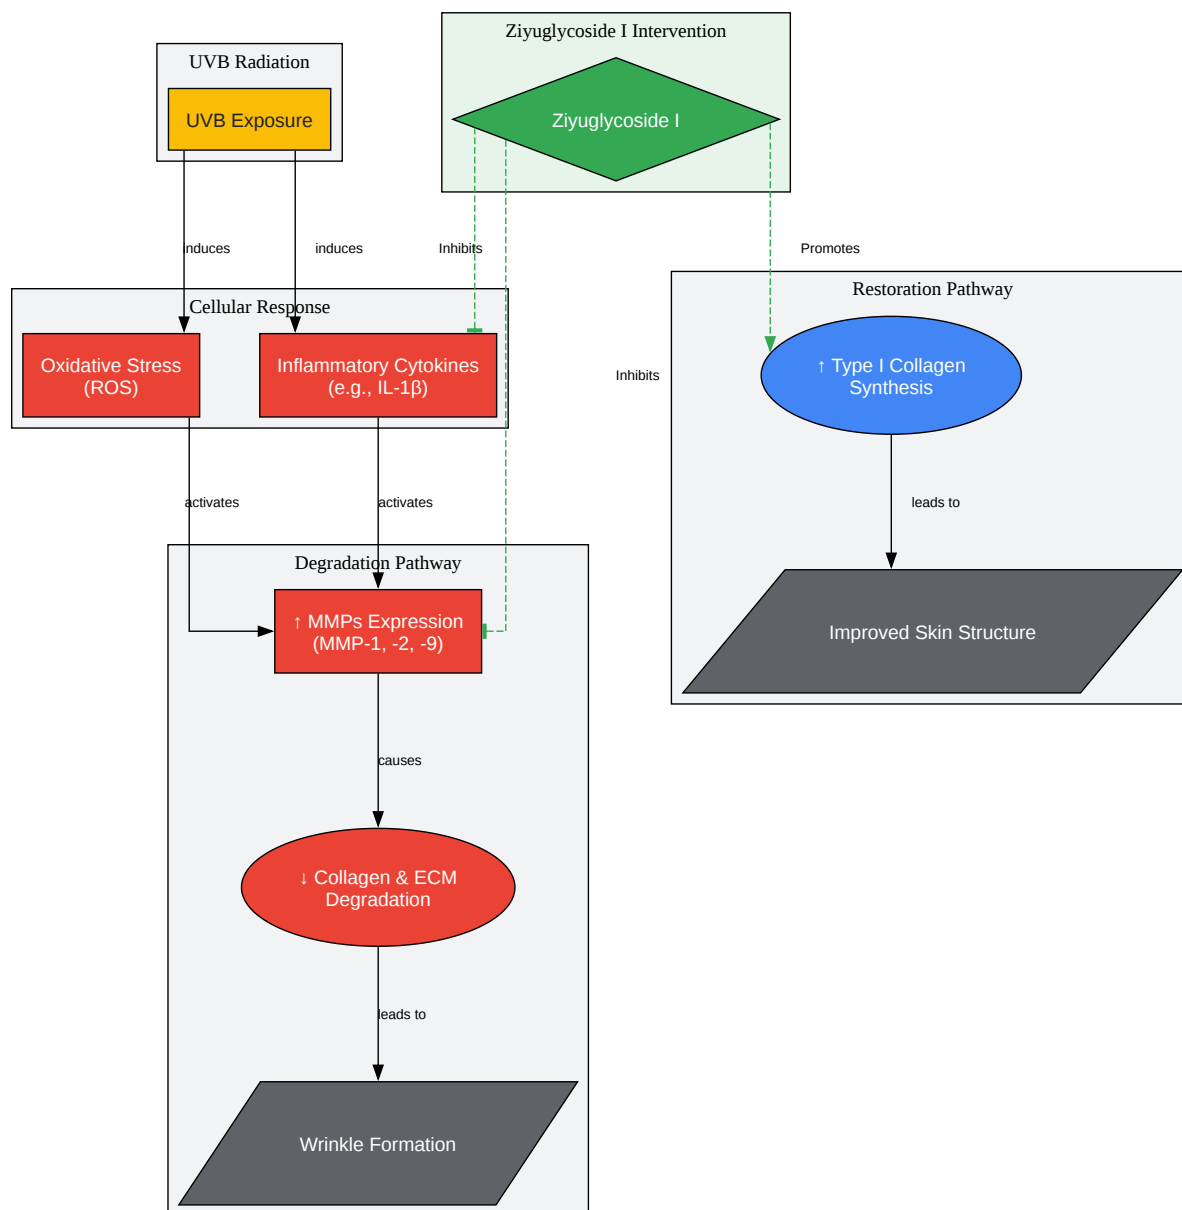 Ziyuglycoside I Intervention
UVB Radiation
UVB Exposure
Ziyuglycoside I
induces
induces
Inhibits
Promotes
Cellular Response
Restoration Pathway
Oxidative Stress
(ROS)
Inflammatory Cytokines
(e.g., IL-1β)
Inhibits
↑ Type I Collagen
Synthesis
activates
activates
leads to
Degradation Pathway
↑ MMPs Expression
(MMP-1, -2, -9)
Improved Skin Structure
causes
↓ Collagen & ECM
Degradation
leads to
Wrinkle Formation